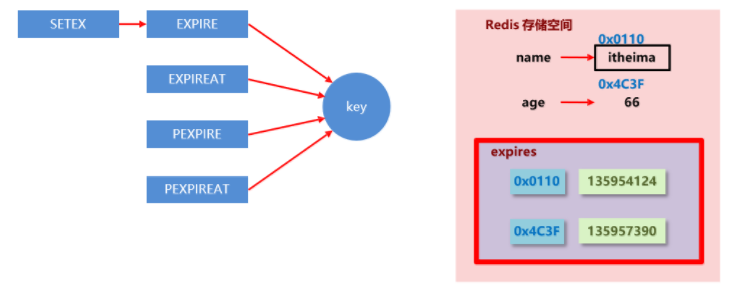 SETEX
EXPIRE
EXPIREAT
PEXPIRE
PEXPIREAT
key
Redis 存储空间
0x0110
name
itheima
0x4C3F
age
66
expires
0x0110 135954124
0x4C3F 135957390